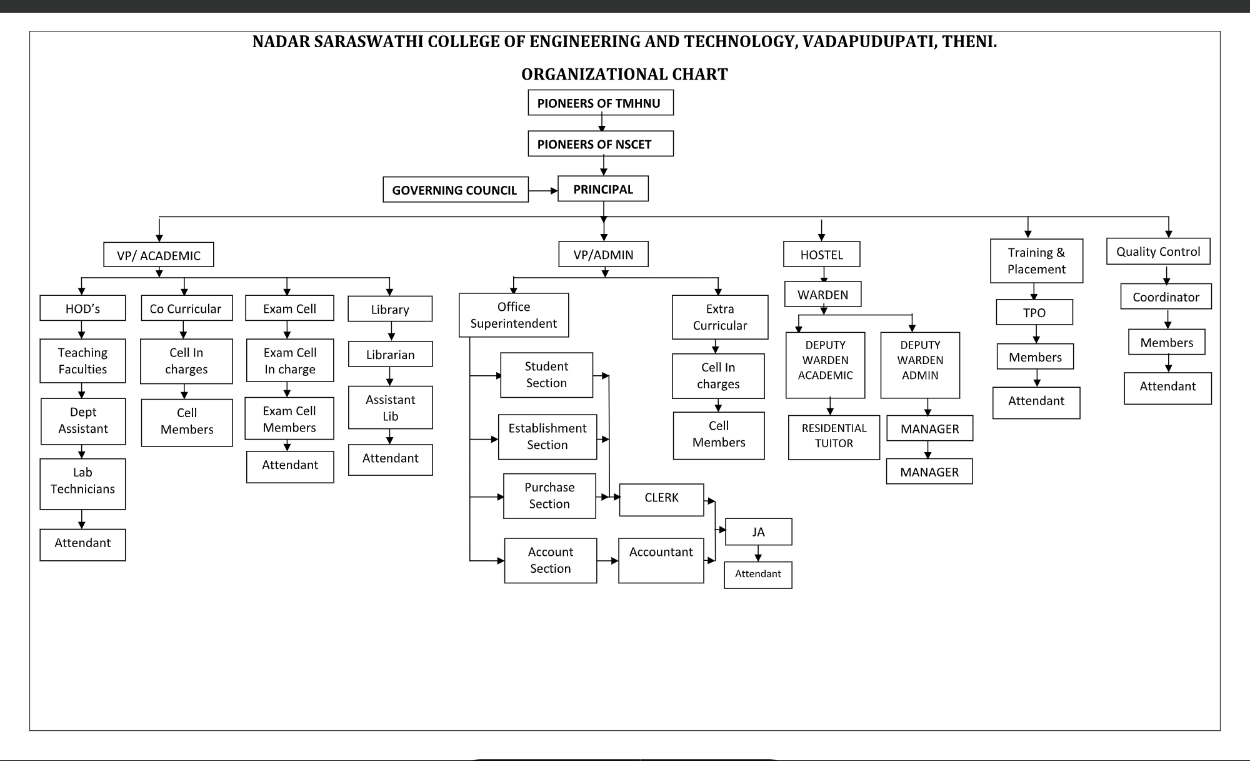 NADAR SARASWATHI COLLEGE OF ENGINEERING AND TECHNOLOGY, VADAPUDUPATI, THENI.
ORGANIZATIONAL CHART
PIONEERS OF TMHNU
PIONEERS OF NSCET
GOVERNING COUNCIL
PRINCIPAL
VP/ ACADEMIC
VP/ADMIN
HOSTEL
Training &
Placement
Quality Control
HOD's
Teaching
Faculties
Dept
Assistant
Lab
Technicians
Attendant
Co Curricular
Cell In
charges
Cell
Members
Exam Cell
Exam Cell
In charge
Exam Cell
Members
Attendant
Library
Librarian
Assistant
Lib
Attendant
Office
Superintendent
Student
Section
Establishment
Section
Purchase
Section
Account
Section
CLERK
Accountant
JA
Attendant
Extra
Curricular
Cell In
charges
Cell
Members
WARDEN
DEPUTY
WARDEN
ACADEMIC
RESIDENTIAL
TUITOR
DEPUTY
WARDEN
ADMIN
MANAGER
MANAGER
TPO
Members
Attendant
Coordinator
Members
Attendant